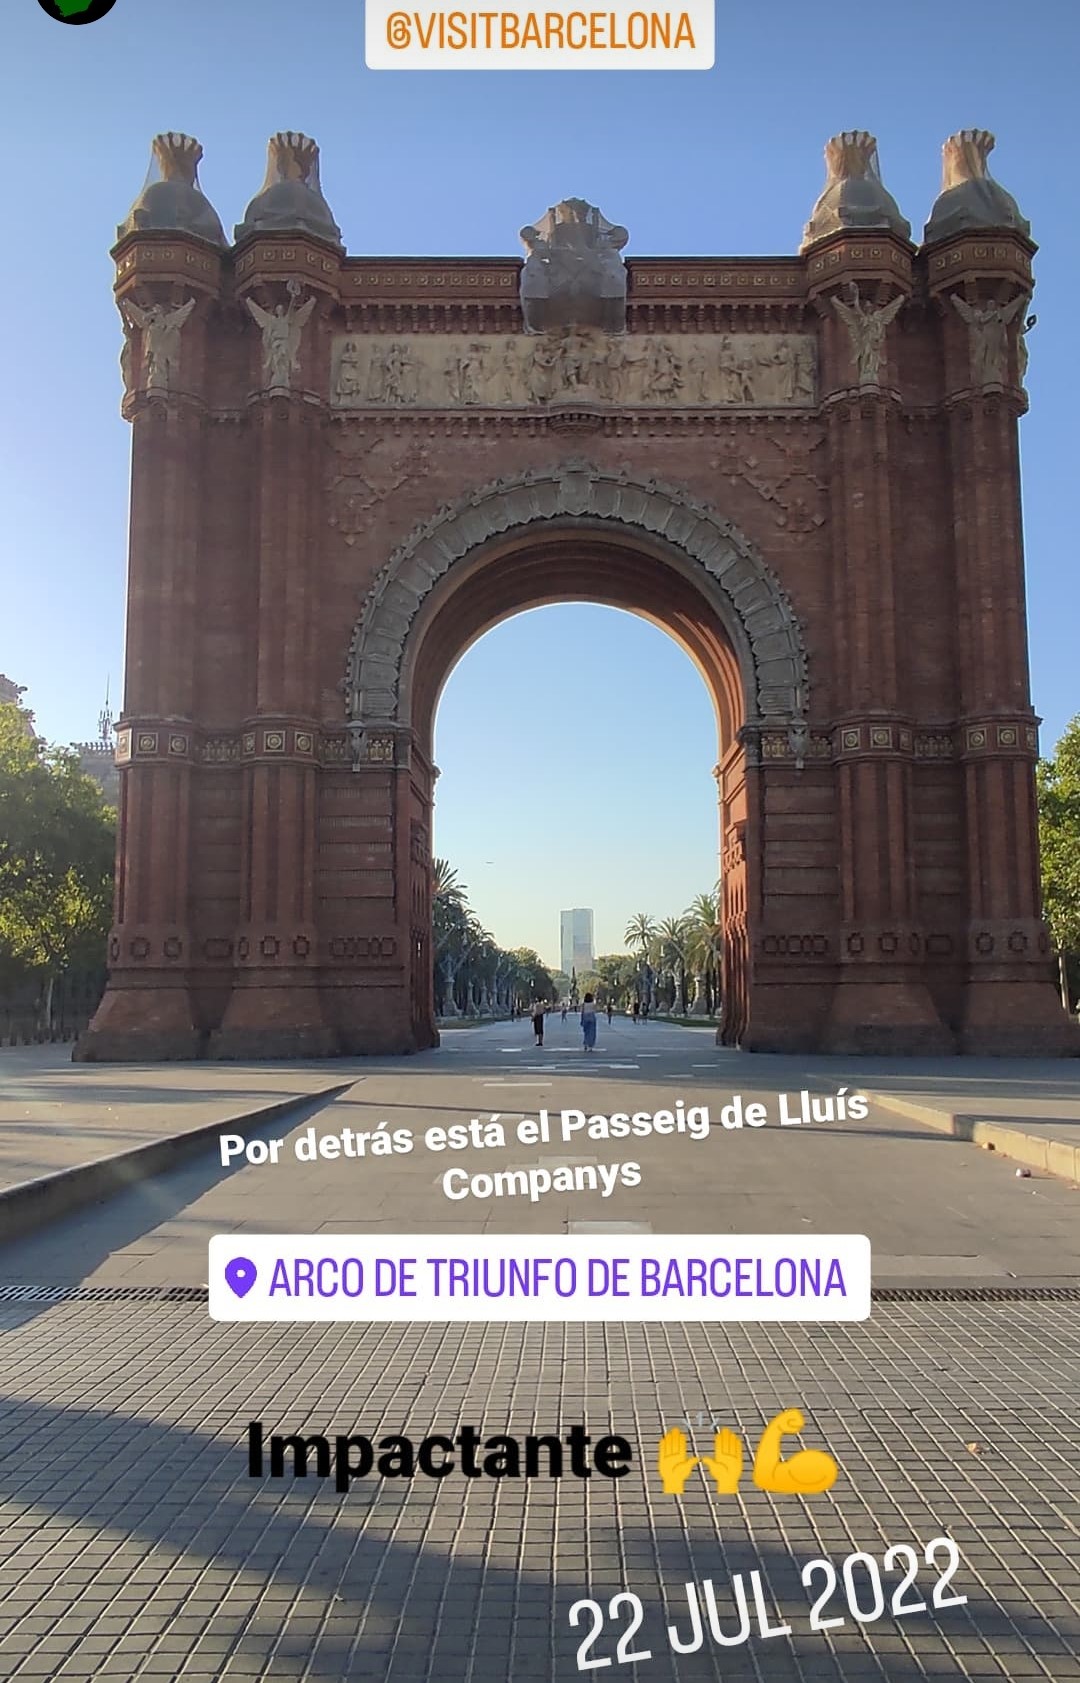 @VISITBARCELONA
Por detrás está el Passeig de Lluís
Companys
ARCO DE TRIUNFO DE BARCELONA
Impactante 🙌💪
22 JUL 2022